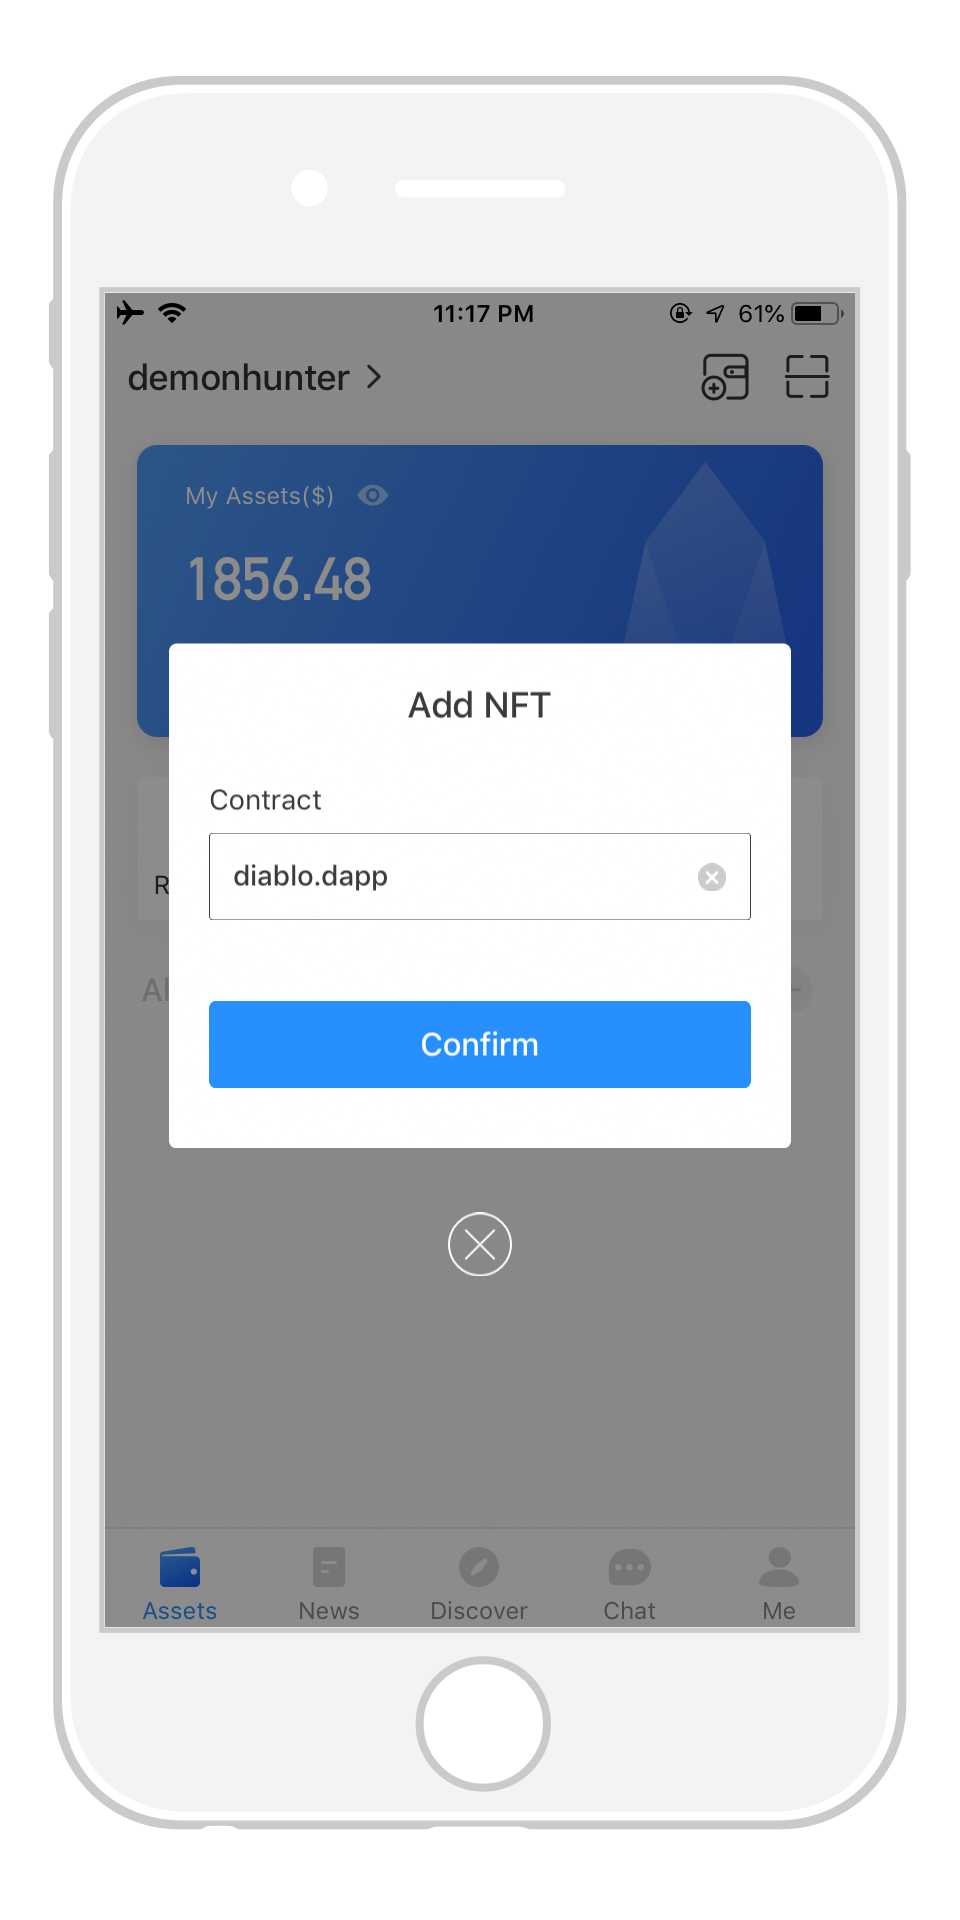 11:17 PM 61%
demonhunter >
My Assets($)
1856.48
Add NFT
Contract
diablo.dapp
R
Al
Confirm
Assets News Discover Chat Me